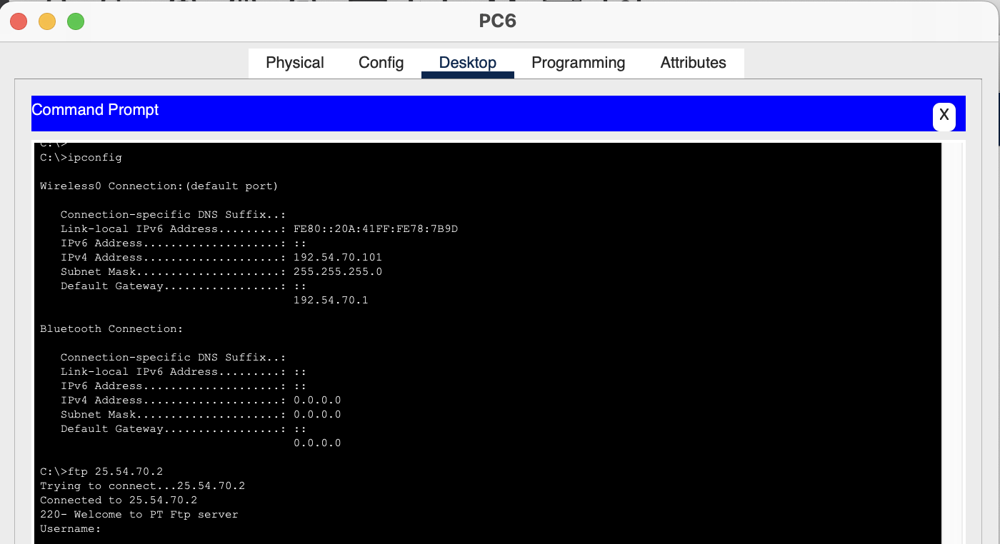 PC6
Physical Config Desktop Programming Attributes
Command Prompt
X
C:\>
C:\>ipconfig
Wireless0 Connection:(default port)
Connection-specific DNS Suffix..:
Link-local IPv6 Address.........: FE80::20A:41FF:FE78:7B9D
IPv6 Address....................: ::
IPv4 Address....................: 192.54.70.101
Subnet Mask.....................: 255.255.255.0
Default Gateway.................: ::
192.54.70.1
Bluetooth Connection:
Connection-specific DNS Suffix..:
Link-local IPv6 Address.........: ::
IPv6 Address....................: ::
IPv4 Address....................: 0.0.0.0
Subnet Mask.....................: 0.0.0.0
Default Gateway.................: ::
0.0.0.0
C:\>ftp 25.54.70.2
Trying to connect...25.54.70.2
Connected to 25.54.70.2
220- Welcome to PT Ftp server
Username: